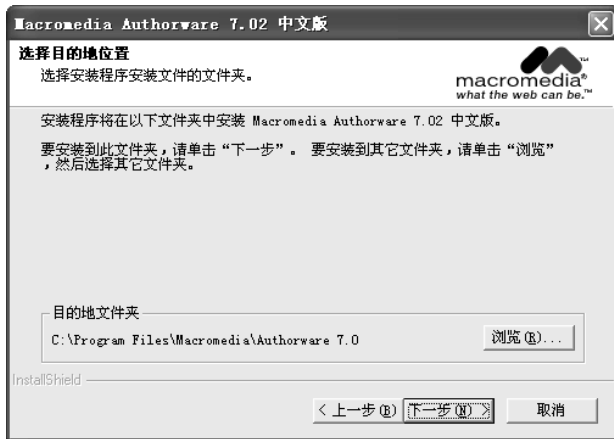 Macromedia Authorware 7.02 中文版
选择目的地位置
选择安装程序安装文件的文件夹。
macromedia®
what the web can be.™
安装程序将在以下文件夹中安装 Macromedia Authorware 7.02 中文版。
要安装到此文件夹,请单击“下一步”。 要安装到其它文件夹,请单击“浏览”
,然后选择其它文件夹。
目的地文件夹
C:\Program Files\Macromedia\Authorware 7.0
浏览(R)...
InstallShield
< 上一步(B)
下一步(N) >
取消